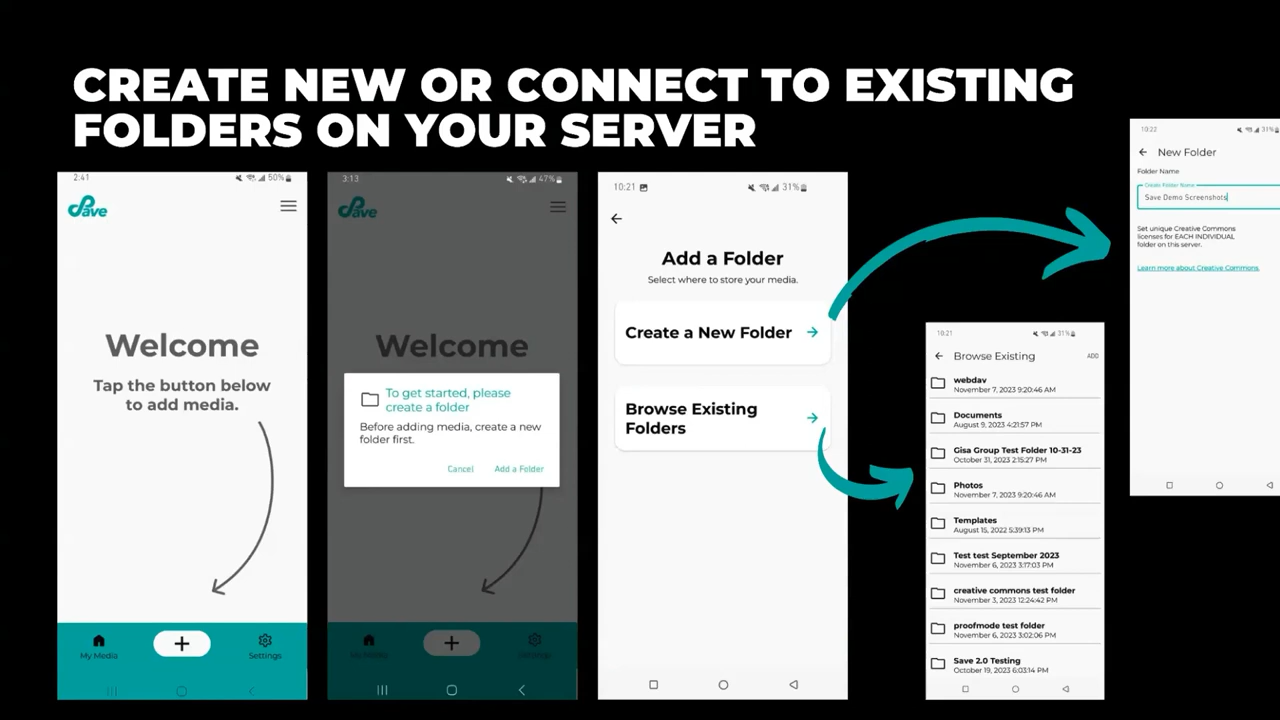 CREATE NEW OR CONNECT TO EXISTING
FOLDERS ON YOUR SERVER
2:41
50%
Save
Welcome
Tap the button below
to add media.
My Media
Settings
3:13
47%
Save
Welcome
To get started, please
create a folder
Before adding media, create a new
folder first.
Cancel
Add a Folder
My Media
Settings
10:21
31%
Add a Folder
Select where to store your media.
Create a New Folder
Browse Existing
Folders
10:21
31%
Browse Existing
ADD
webdav
November 7, 2023 9:20:46 AM
Documents
August 9, 2023 4:21:57 PM
Gisa Group Test Folder 10-31-23
October 31, 2023 2:15:27 PM
Photos
November 7, 2023 9:20:46 AM
Templates
August 15, 2022 5:39:13 PM
Test test September 2023
November 6, 2023 3:17:03 PM
creative commons test folder
November 3, 2023 12:24:42 PM
proofmode test folder
November 6, 2023 3:02:06 PM
Save 2.0 Testing
October 19, 2023 6:03:14 PM
10:22
31%
New Folder
Folder Name
Create Folder Name
Save Demo Screenshots
Set unique Creative Commons
licenses for EACH INDIVIDUAL
folder on this server.
Learn more about Creative Commons.